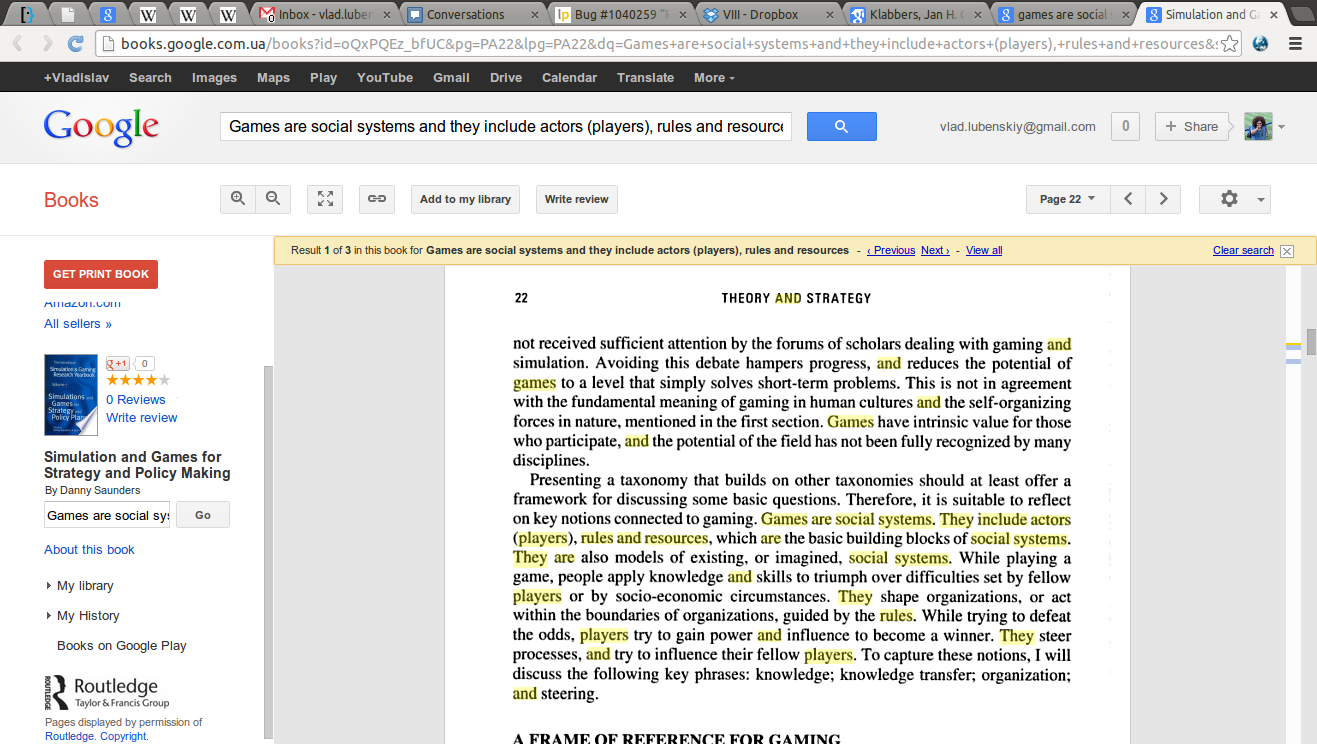 Inbox - vlad.luben
Conversations
Bug #1040259 "
VIII - Dropbox
Klabbers, Jan H.
games are social
Simulation and G
books.google.com.ua/books?id=oQxPQEz_bfUC&pg=PA22&lpg=PA22&dq=Games+are+social+systems+and+they+include+actors+(players),+rules+and+resources&
+Vladislav Search Images Maps Play YouTube Gmail Drive Calendar Translate More
Google
Games are social systems and they include actors (players), rules and resource
vlad.lubenskiy@gmail.com 0 + Share
Books
Add to my library Write review
Page 22
Result 1 of 3 in this book for Games are social systems and they include actors (players), rules and resources - ‹ Previous Next › - View all
Clear search
GET PRINT BOOK
Amazon.com
All sellers »
Simulation & Gaming
Research Yearbook
Simulations and
Games for
Strategy and
Policy Plan
+1 0
0 Reviews
Write review
Simulation and Games for
Strategy and Policy Making
By Danny Saunders
Games are social sy Go
About this book
My library
My History
Books on Google Play
ROUTLEDGE
Routledge
Taylor & Francis Group
Pages displayed by permission of
Routledge. Copyright.
22 THEORY AND STRATEGY
not received sufficient attention by the forums of scholars dealing with gaming and
simulation. Avoiding this debate hampers progress, and reduces the potential of
games to a level that simply solves short-term problems. This is not in agreement
with the fundamental meaning of gaming in human cultures and the self-organizing
forces in nature, mentioned in the first section. Games have intrinsic value for those
who participate, and the potential of the field has not been fully recognized by many
disciplines.
Presenting a taxonomy that builds on other taxonomies should at least offer a
framework for discussing some basic questions. Therefore, it is suitable to reflect
on key notions connected to gaming. Games are social systems. They include actors
(players), rules and resources, which are the basic building blocks of social systems.
They are also models of existing, or imagined, social systems. While playing a
game, people apply knowledge and skills to triumph over difficulties set by fellow
players or by socio-economic circumstances. They shape organizations, or act
within the boundaries of organizations, guided by the rules. While trying to defeat
the odds, players try to gain power and influence to become a winner. They steer
processes, and try to influence their fellow players. To capture these notions, I will
discuss the following key phrases: knowledge; knowledge transfer; organization;
and steering.
A FRAME OF REFERENCE FOR GAMING